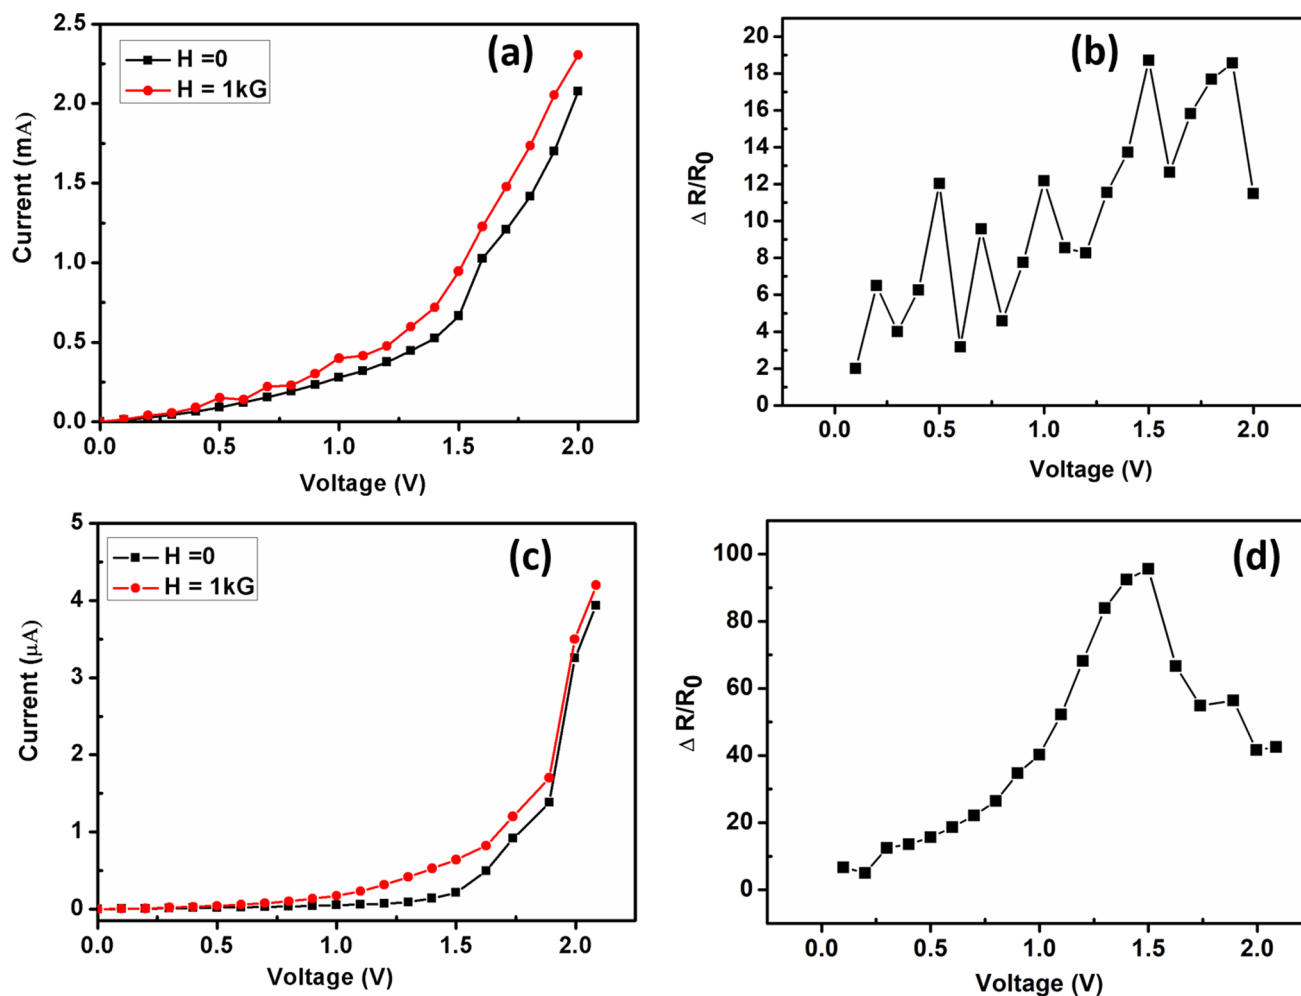 (a)
H =0
H = 1kG
Current (mA)
2.5
2.0
1.5
1.0
0.5
0.0
0.0 0.5 1.0 1.5 2.0
Voltage (V)
(b)
Δ R/R0
20
18
16
14
12
10
8
6
4
2
0
0.0 0.5 1.0 1.5 2.0
Voltage (V)
(c)
H =0
H = 1kG
Current (μA)
5
4
3
2
1
0
0.0 0.5 1.0 1.5 2.0
Voltage (V)
(d)
Δ R/R0
100
80
60
40
20
0
0.0 0.5 1.0 1.5 2.0
Voltage (V)